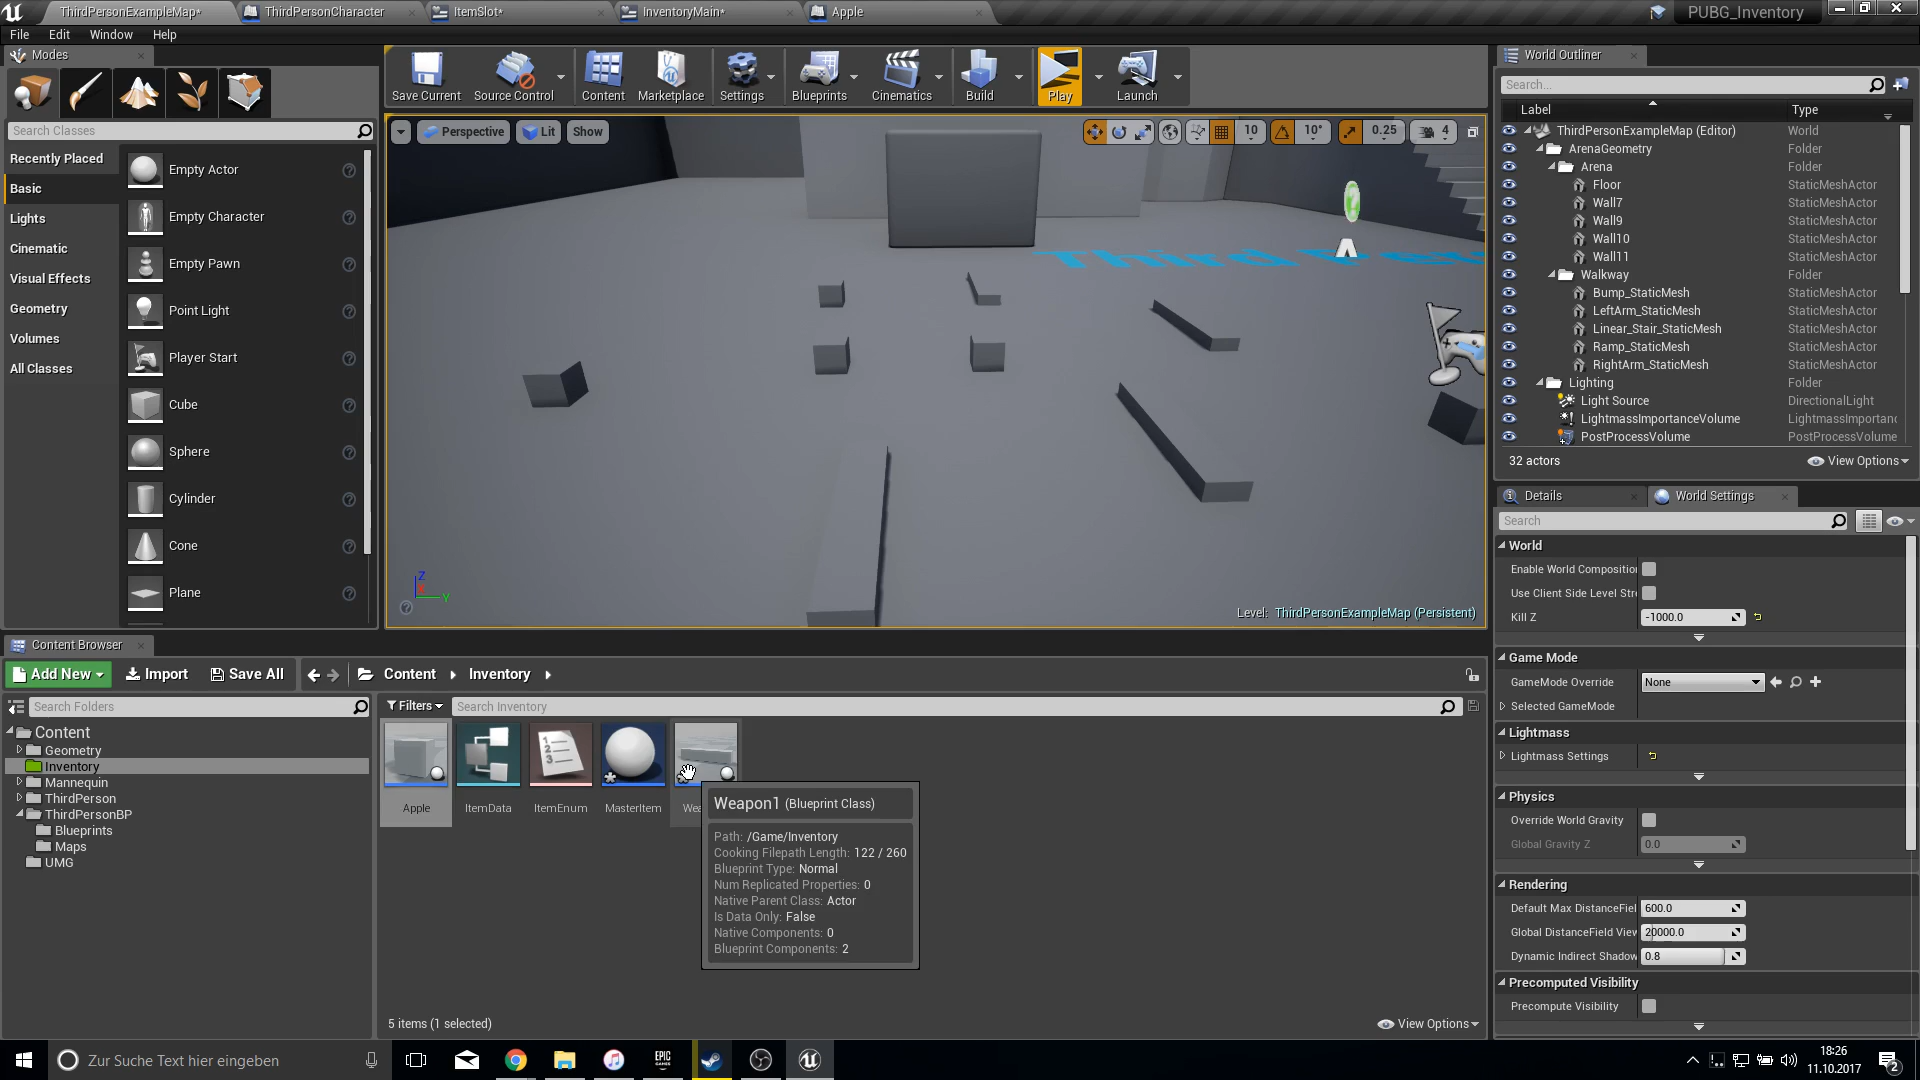 ThirdPersonExampleMap*
ThirdPersonCharacter
ItemSlot*
InventoryMain*
Apple
PUBG_Inventory
File
Edit
Window
Help
Modes
Search Classes
Recently Placed
Basic
Lights
Cinematic
Visual Effects
Geometry
Volumes
All Classes
Empty Actor
Empty Character
Empty Pawn
Point Light
Player Start
Cube
Sphere
Cylinder
Cone
Plane
Save Current
Source Control
Content
Marketplace
Settings
Blueprints
Cinematics
Build
Play
Launch
Perspective
Lit
Show
10
10°
0.25
4
Level: ThirdPersonExampleMap (Persistent)
World Outliner
Search...
Label
Type
ThirdPersonExampleMap (Editor) World
ArenaGeometry Folder
Arena Folder
Floor StaticMeshActor
Wall7 StaticMeshActor
Wall9 StaticMeshActor
Wall10 StaticMeshActor
Wall11 StaticMeshActor
Walkway Folder
Bump_StaticMesh StaticMeshActor
LeftArm_StaticMesh StaticMeshActor
Linear_Stair_StaticMesh StaticMeshActor
Ramp_StaticMesh StaticMeshActor
RightArm_StaticMesh StaticMeshActor
Lighting Folder
Light Source DirectionalLight
LightmassImportanceVolume LightmassImportanc
PostProcessVolume PostProcessVolume
32 actors
View Options
Details
World Settings
Search
World
Enable World Compositio
Use Client Side Level Stre
Kill Z -1000.0
Game Mode
GameMode Override None
Selected GameMode
Lightmass
Lightmass Settings
Physics
Override World Gravity
Global Gravity Z 0.0
Rendering
Default Max DistanceFiel 600.0
Global DistanceField View 20000.0
Dynamic Indirect Shadow 0.8
Precomputed Visibility
Precompute Visibility
Content Browser
Add New
Import
Save All
Content
Inventory
Search Folders
Filters
Search Inventory
Content
Geometry
Inventory
Mannequin
ThirdPerson
ThirdPersonBP
Blueprints
Maps
UMG
Apple
ItemData
ItemEnum
MasterItem
Wea
Weapon1 (Blueprint Class)
Path: /Game/Inventory
Cooking Filepath Length: 122 / 260
Blueprint Type: Normal
Num Replicated Properties: 0
Native Parent Class: Actor
Is Data Only: False
Native Components: 0
Blueprint Components: 2
5 items (1 selected)
View Options
Zur Suche Text hier eingeben
EPIC
GAMES
18:26
11.10.2017
2